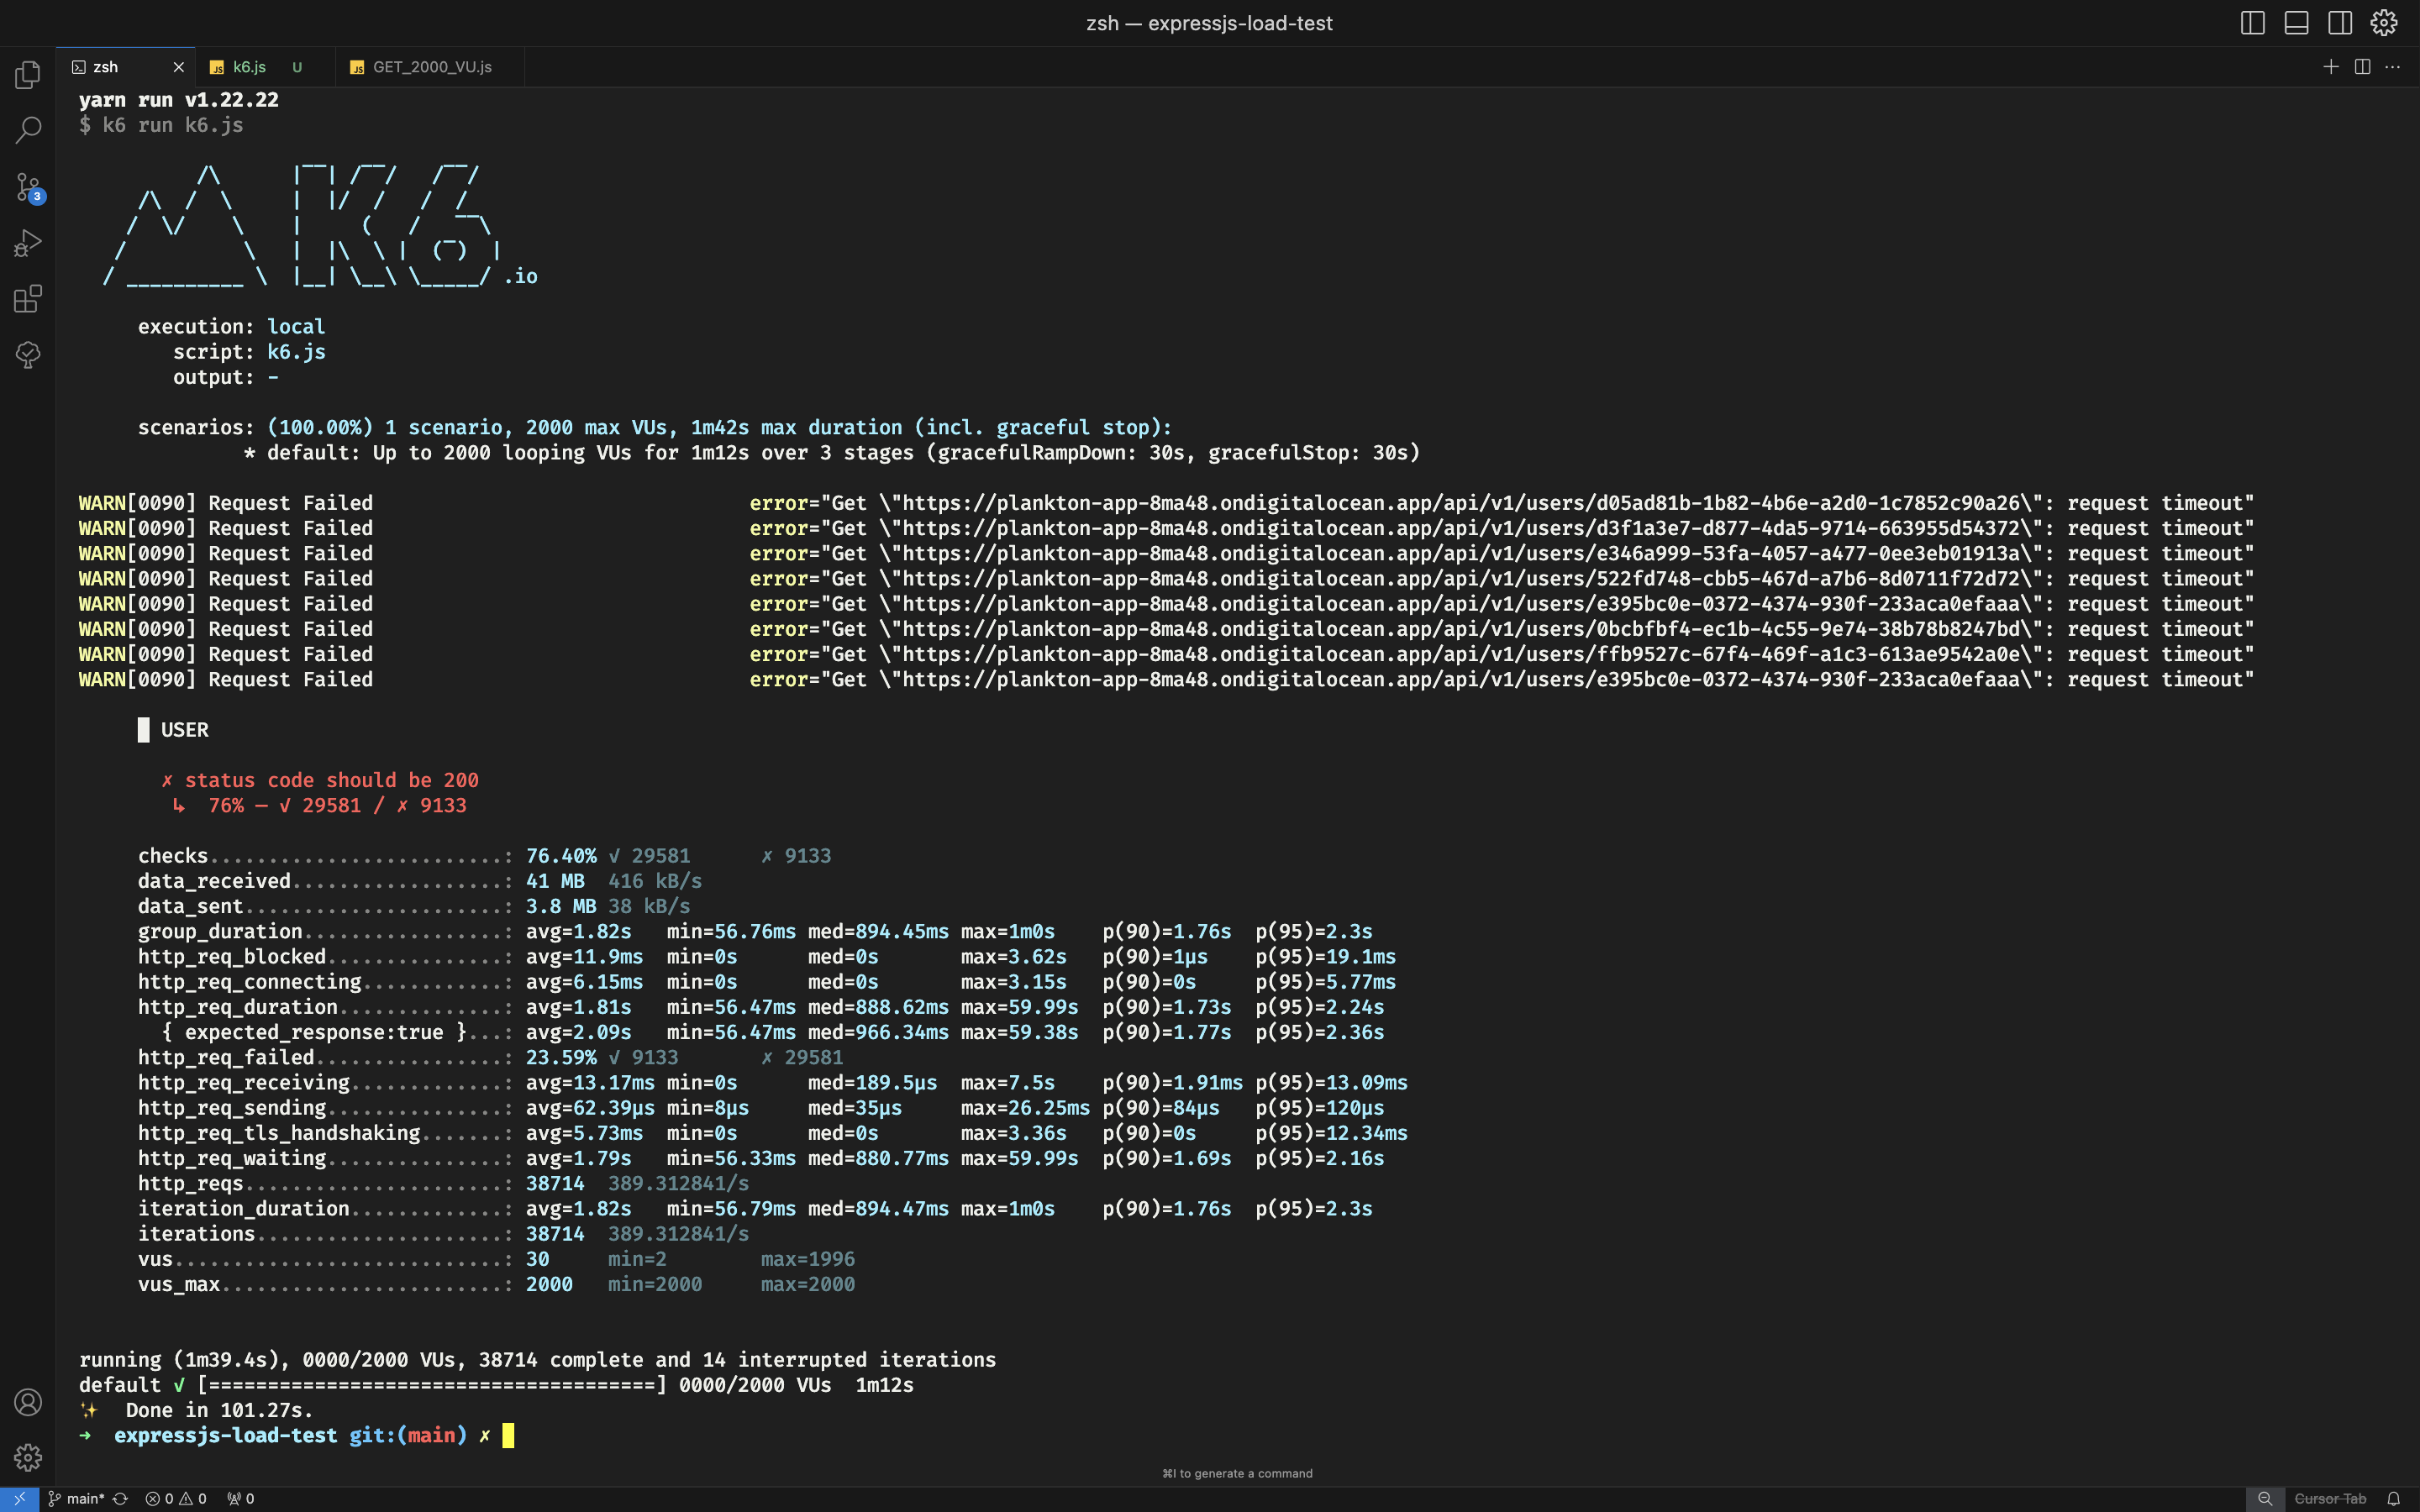 zsh — expressjs-load-test
zsh
k6.js U
GET_2000_VU.js
yarn run v1.22.22
$ k6 run k6.js
.io
execution: local
script: k6.js
output: -
scenarios: (100.00%) 1 scenario, 2000 max VUs, 1m42s max duration (incl. graceful stop):
* default: Up to 2000 looping VUs for 1m12s over 3 stages (gracefulRampDown: 30s, gracefulStop: 30s)
WARN[0090] Request Failed error="Get \"https://plankton-app-8ma48.ondigitalocean.app/api/v1/users/d05ad81b-1b82-4b6e-a2d0-1c7852c90a26\": request timeout"
WARN[0090] Request Failed error="Get \"https://plankton-app-8ma48.ondigitalocean.app/api/v1/users/d3f1a3e7-d877-4da5-9714-663955d54372\": request timeout"
WARN[0090] Request Failed error="Get \"https://plankton-app-8ma48.ondigitalocean.app/api/v1/users/e346a999-53fa-4057-a477-0ee3eb01913a\": request timeout"
WARN[0090] Request Failed error="Get \"https://plankton-app-8ma48.ondigitalocean.app/api/v1/users/522fd748-cbb5-467d-a7b6-8d0711f72d72\": request timeout"
WARN[0090] Request Failed error="Get \"https://plankton-app-8ma48.ondigitalocean.app/api/v1/users/e395bc0e-0372-4374-930f-233aca0efaaa\": request timeout"
WARN[0090] Request Failed error="Get \"https://plankton-app-8ma48.ondigitalocean.app/api/v1/users/0bcbfbf4-ec1b-4c55-9e74-38b78b8247bd\": request timeout"
WARN[0090] Request Failed error="Get \"https://plankton-app-8ma48.ondigitalocean.app/api/v1/users/ffb9527c-67f4-469f-a1c3-613ae9542a0e\": request timeout"
WARN[0090] Request Failed error="Get \"https://plankton-app-8ma48.ondigitalocean.app/api/v1/users/e395bc0e-0372-4374-930f-233aca0efaaa\": request timeout"
█ USER
✗ status code should be 200
↳ 76% — ✓ 29581 / ✗ 9133
checks.........................: 76.40% ✓ 29581 ✗ 9133
data_received..................: 41 MB 416 kB/s
data_sent......................: 3.8 MB 38 kB/s
group_duration.................: avg=1.82s min=56.76ms med=894.45ms max=1m0s p(90)=1.76s p(95)=2.3s
http_req_blocked...............: avg=11.9ms min=0s med=0s max=3.62s p(90)=1µs p(95)=19.1ms
http_req_connecting............: avg=6.15ms min=0s med=0s max=3.15s p(90)=0s p(95)=5.77ms
http_req_duration..............: avg=1.81s min=56.47ms med=888.62ms max=59.99s p(90)=1.73s p(95)=2.24s
{ expected_response:true }...: avg=2.09s min=56.47ms med=966.34ms max=59.38s p(90)=1.77s p(95)=2.36s
http_req_failed................: 23.59% ✓ 9133 ✗ 29581
http_req_receiving.............: avg=13.17ms min=0s med=189.5µs max=7.5s p(90)=1.91ms p(95)=13.09ms
http_req_sending...............: avg=62.39µs min=8µs med=35µs max=26.25ms p(90)=84µs p(95)=120µs
http_req_tls_handshaking.......: avg=5.73ms min=0s med=0s max=3.36s p(90)=0s p(95)=12.34ms
http_req_waiting...............: avg=1.79s min=56.33ms med=880.77ms max=59.99s p(90)=1.69s p(95)=2.16s
http_reqs......................: 38714 389.312841/s
iteration_duration.............: avg=1.82s min=56.79ms med=894.47ms max=1m0s p(90)=1.76s p(95)=2.3s
iterations.....................: 38714 389.312841/s
vus............................: 30 min=2 max=1996
vus_max........................: 2000 min=2000 max=2000
running (1m39.4s), 0000/2000 VUs, 38714 complete and 14 interrupted iterations
default ✓ [======================================] 0000/2000 VUs 1m12s
✨ Done in 101.27s.
➜ expressjs-load-test git:(main) ✗
⌘I to generate a command
3
main* 0 0 0
Cursor Tab